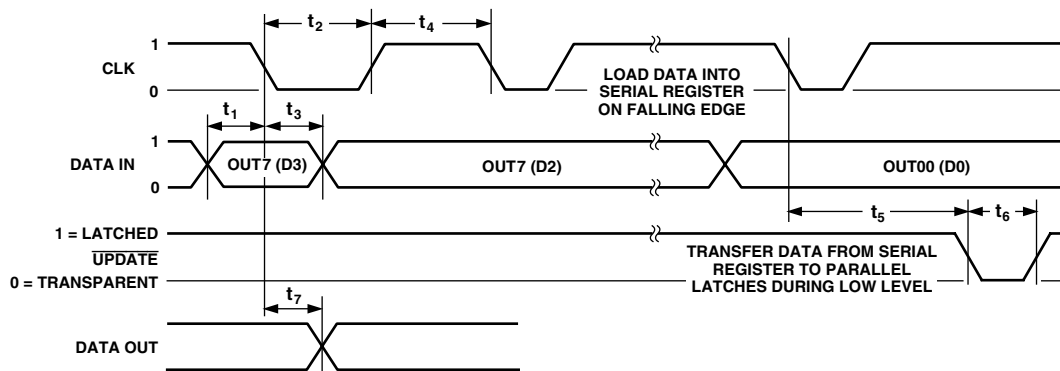 t2
t4
1
CLK
0
LOAD DATA INTO
SERIAL REGISTER
ON FALLING EDGE
t1
t3
1
DATA IN
0
OUT7 (D3)
OUT7 (D2)
OUT00 (D0)
t5
t6
1 = LATCHED
UPDATE
0 = TRANSPARENT
TRANSFER DATA FROM SERIAL
REGISTER TO PARALLEL
LATCHES DURING LOW LEVEL
t7
DATA OUT